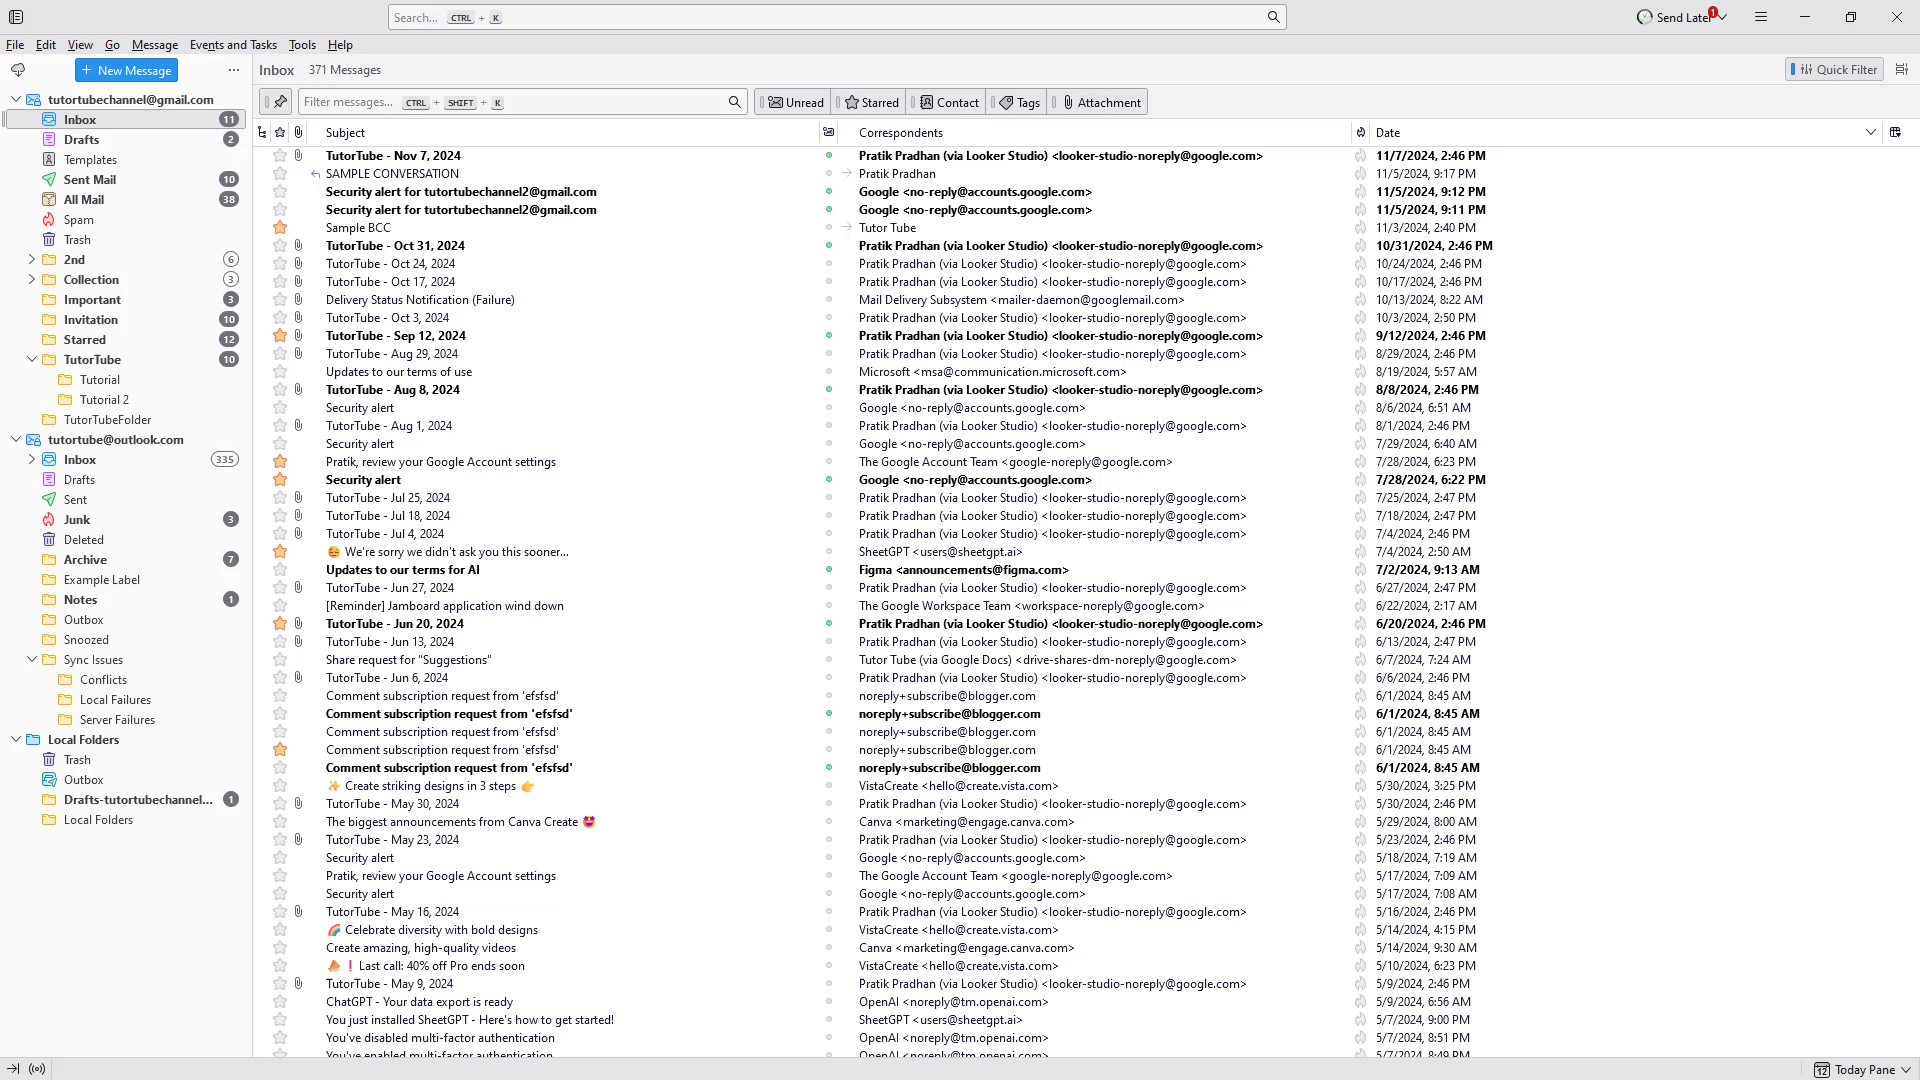 Search... CTRL + K
Send Later 1
File Edit View Go Message Events and Tasks Tools Help
+ New Message
Inbox 371 Messages
Quick Filter
Filter messages... CTRL + SHIFT + K
Unread Starred Contact Tags Attachment
tutortubechannel@gmail.com
Inbox 11
Drafts 2
Templates
Sent Mail 10
All Mail 38
Spam
Trash
2nd 6
Collection 3
Important 3
Invitation 10
Starred 12
TutorTube 10
Tutorial
Tutorial 2
TutorTubeFolder
tutortube@outlook.com
Inbox 335
Drafts
Sent
Junk 3
Deleted
Archive 7
Example Label
Notes 1
Outbox
Snoozed
Sync Issues
Conflicts
Local Failures
Server Failures
Local Folders
Trash
Outbox
Drafts-tutortubechannel... 1
Local Folders
Subject Correspondents Date
TutorTube - Nov 7, 2024 Pratik Pradhan (via Looker Studio) <looker-studio-noreply@google.com> 11/7/2024, 2:46 PM
SAMPLE CONVERSATION Pratik Pradhan 11/5/2024, 9:17 PM
Security alert for tutortubechannel2@gmail.com Google <no-reply@accounts.google.com> 11/5/2024, 9:12 PM
Security alert for tutortubechannel2@gmail.com Google <no-reply@accounts.google.com> 11/5/2024, 9:11 PM
Sample BCC Tutor Tube 11/3/2024, 2:40 PM
TutorTube - Oct 31, 2024 Pratik Pradhan (via Looker Studio) <looker-studio-noreply@google.com> 10/31/2024, 2:46 PM
TutorTube - Oct 24, 2024 Pratik Pradhan (via Looker Studio) <looker-studio-noreply@google.com> 10/24/2024, 2:46 PM
TutorTube - Oct 17, 2024 Pratik Pradhan (via Looker Studio) <looker-studio-noreply@google.com> 10/17/2024, 2:46 PM
Delivery Status Notification (Failure) Mail Delivery Subsystem <mailer-daemon@googlemail.com> 10/13/2024, 8:22 AM
TutorTube - Oct 3, 2024 Pratik Pradhan (via Looker Studio) <looker-studio-noreply@google.com> 10/3/2024, 2:50 PM
TutorTube - Sep 12, 2024 Pratik Pradhan (via Looker Studio) <looker-studio-noreply@google.com> 9/12/2024, 2:46 PM
TutorTube - Aug 29, 2024 Pratik Pradhan (via Looker Studio) <looker-studio-noreply@google.com> 8/29/2024, 2:46 PM
Updates to our terms of use Microsoft <msa@communication.microsoft.com> 8/19/2024, 5:57 AM
TutorTube - Aug 8, 2024 Pratik Pradhan (via Looker Studio) <looker-studio-noreply@google.com> 8/8/2024, 2:46 PM
Security alert Google <no-reply@accounts.google.com> 8/6/2024, 6:51 AM
TutorTube - Aug 1, 2024 Pratik Pradhan (via Looker Studio) <looker-studio-noreply@google.com> 8/1/2024, 2:46 PM
Security alert Google <no-reply@accounts.google.com> 7/29/2024, 6:40 AM
Pratik, review your Google Account settings The Google Account Team <google-noreply@google.com> 7/28/2024, 6:23 PM
Security alert Google <no-reply@accounts.google.com> 7/28/2024, 6:22 PM
TutorTube - Jul 25, 2024 Pratik Pradhan (via Looker Studio) <looker-studio-noreply@google.com> 7/25/2024, 2:47 PM
TutorTube - Jul 18, 2024 Pratik Pradhan (via Looker Studio) <looker-studio-noreply@google.com> 7/18/2024, 2:47 PM
TutorTube - Jul 4, 2024 Pratik Pradhan (via Looker Studio) <looker-studio-noreply@google.com> 7/4/2024, 2:46 PM
We're sorry we didn't ask you this sooner... SheetGPT <users@sheetgpt.ai> 7/4/2024, 2:50 AM
Updates to our terms for AI Figma <announcements@figma.com> 7/2/2024, 9:13 AM
TutorTube - Jun 27, 2024 Pratik Pradhan (via Looker Studio) <looker-studio-noreply@google.com> 6/27/2024, 2:47 PM
[Reminder] Jamboard application wind down The Google Workspace Team <workspace-noreply@google.com> 6/22/2024, 2:17 AM
TutorTube - Jun 20, 2024 Pratik Pradhan (via Looker Studio) <looker-studio-noreply@google.com> 6/20/2024, 2:46 PM
TutorTube - Jun 13, 2024 Pratik Pradhan (via Looker Studio) <looker-studio-noreply@google.com> 6/13/2024, 2:47 PM
Share request for "Suggestions" Tutor Tube (via Google Docs) <drive-shares-dm-noreply@google.com> 6/7/2024, 7:24 AM
TutorTube - Jun 6, 2024 Pratik Pradhan (via Looker Studio) <looker-studio-noreply@google.com> 6/6/2024, 2:46 PM
Comment subscription request from 'efsfsd' noreply+subscribe@blogger.com 6/1/2024, 8:45 AM
Comment subscription request from 'efsfsd' noreply+subscribe@blogger.com 6/1/2024, 8:45 AM
Comment subscription request from 'efsfsd' noreply+subscribe@blogger.com 6/1/2024, 8:45 AM
Comment subscription request from 'efsfsd' noreply+subscribe@blogger.com 6/1/2024, 8:45 AM
Comment subscription request from 'efsfsd' noreply+subscribe@blogger.com 6/1/2024, 8:45 AM
✨ Create striking designs in 3 steps 👉 VistaCreate <hello@create.vista.com> 5/30/2024, 3:25 PM
TutorTube - May 30, 2024 Pratik Pradhan (via Looker Studio) <looker-studio-noreply@google.com> 5/30/2024, 2:46 PM
The biggest announcements from Canva Create 🤩 Canva <marketing@engage.canva.com> 5/29/2024, 8:00 AM
TutorTube - May 23, 2024 Pratik Pradhan (via Looker Studio) <looker-studio-noreply@google.com> 5/23/2024, 2:46 PM
Security alert Google <no-reply@accounts.google.com> 5/18/2024, 7:19 AM
Pratik, review your Google Account settings The Google Account Team <google-noreply@google.com> 5/17/2024, 7:09 AM
Security alert Google <no-reply@accounts.google.com> 5/17/2024, 7:08 AM
TutorTube - May 16, 2024 Pratik Pradhan (via Looker Studio) <looker-studio-noreply@google.com> 5/16/2024, 2:46 PM
🌈 Celebrate diversity with bold designs VistaCreate <hello@create.vista.com> 5/14/2024, 4:15 PM
Create amazing, high-quality videos Canva <marketing@engage.canva.com> 5/14/2024, 9:30 AM
❗ Last call: 40% off Pro ends soon VistaCreate <hello@create.vista.com> 5/10/2024, 6:23 PM
TutorTube - May 9, 2024 Pratik Pradhan (via Looker Studio) <looker-studio-noreply@google.com> 5/9/2024, 2:46 PM
ChatGPT - Your data export is ready OpenAI <noreply@tm.openai.com> 5/9/2024, 6:56 AM
You just installed SheetGPT - Here's how to get started! SheetGPT <users@sheetgpt.ai> 5/7/2024, 9:00 PM
You've disabled multi-factor authentication OpenAI <noreply@tm.openai.com> 5/7/2024, 8:51 PM
You've enabled multi-factor authentication OpenAI <noreply@tm.openai.com> 5/7/2024, 8:49 PM
12 Today Pane